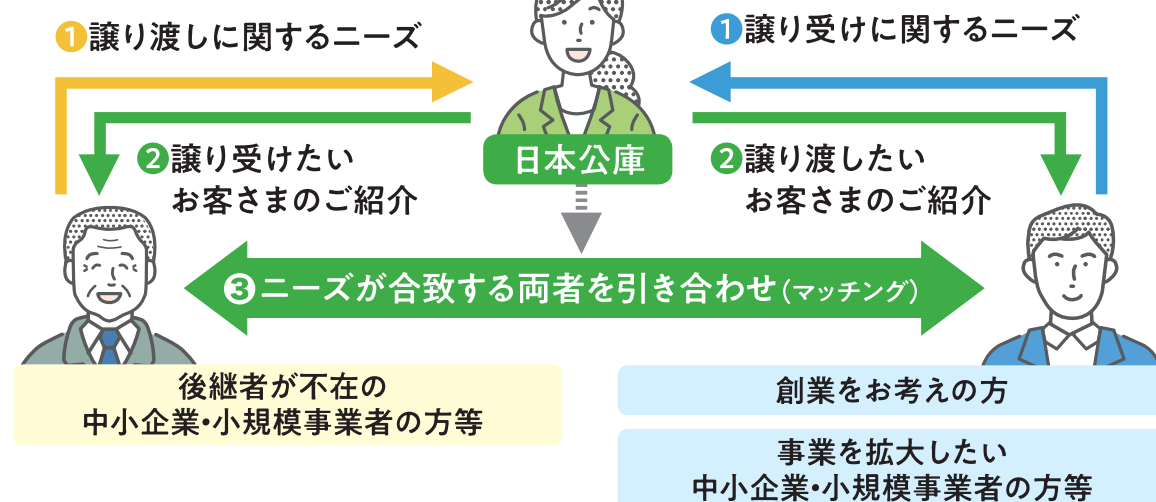 ❶譲り渡しに関するニーズ
❶譲り受けに関するニーズ
日本公庫
❷譲り受けたい
お客さまのご紹介
❷譲り渡したい
お客さまのご紹介
❸ニーズが合致する両者を引き合わせ（マッチング）
後継者が不在の
中小企業・小規模事業者の方等
創業をお考えの方
事業を拡大したい
中小企業・小規模事業者の方等